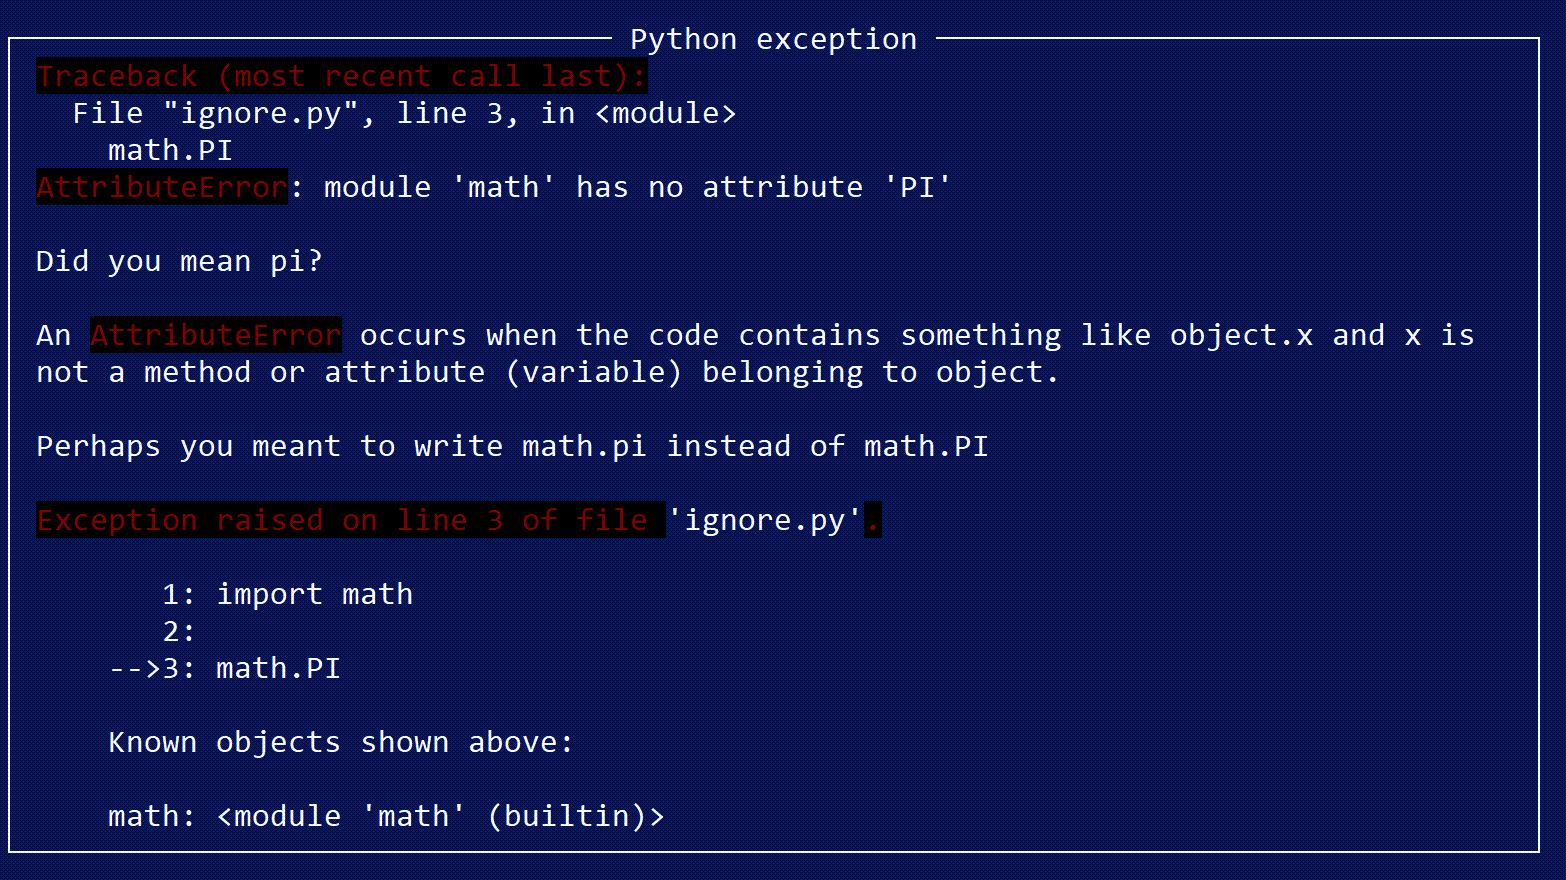 Python exception
Traceback (most recent call last):
  File "ignore.py", line 3, in <module>
    math.PI
AttributeError: module 'math' has no attribute 'PI'
Did you mean pi?
An AttributeError occurs when the code contains something like object.x and x is
not a method or attribute (variable) belonging to object.
Perhaps you meant to write math.pi instead of math.PI
Exception raised on line 3 of file 'ignore.py'.
       1: import math
       2:
    -->3: math.PI
    Known objects shown above:
    math: <module 'math' (builtin)>